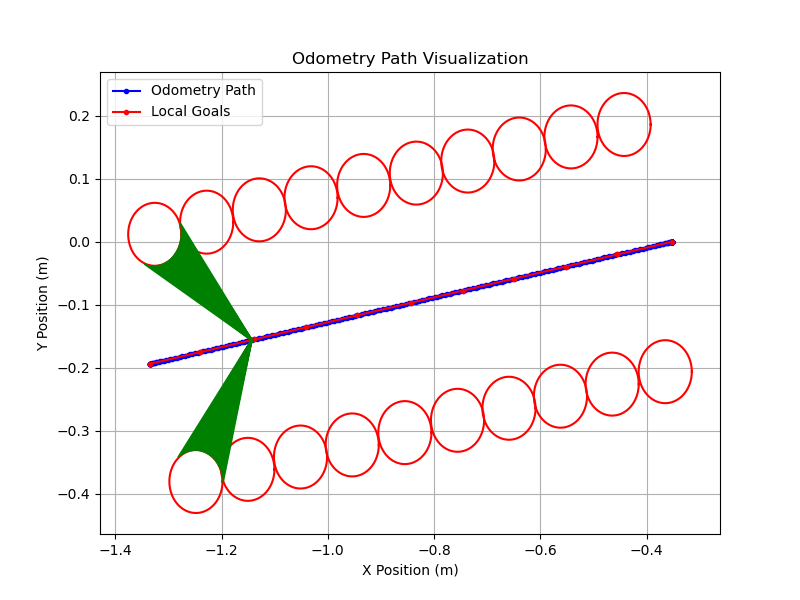 Odometry Path Visualization
Odometry Path
Local Goals
Y Position (m)
0.2
0.1
0.0
−0.1
−0.2
−0.3
−0.4
−1.4 −1.2 −1.0 −0.8 −0.6 −0.4
X Position (m)